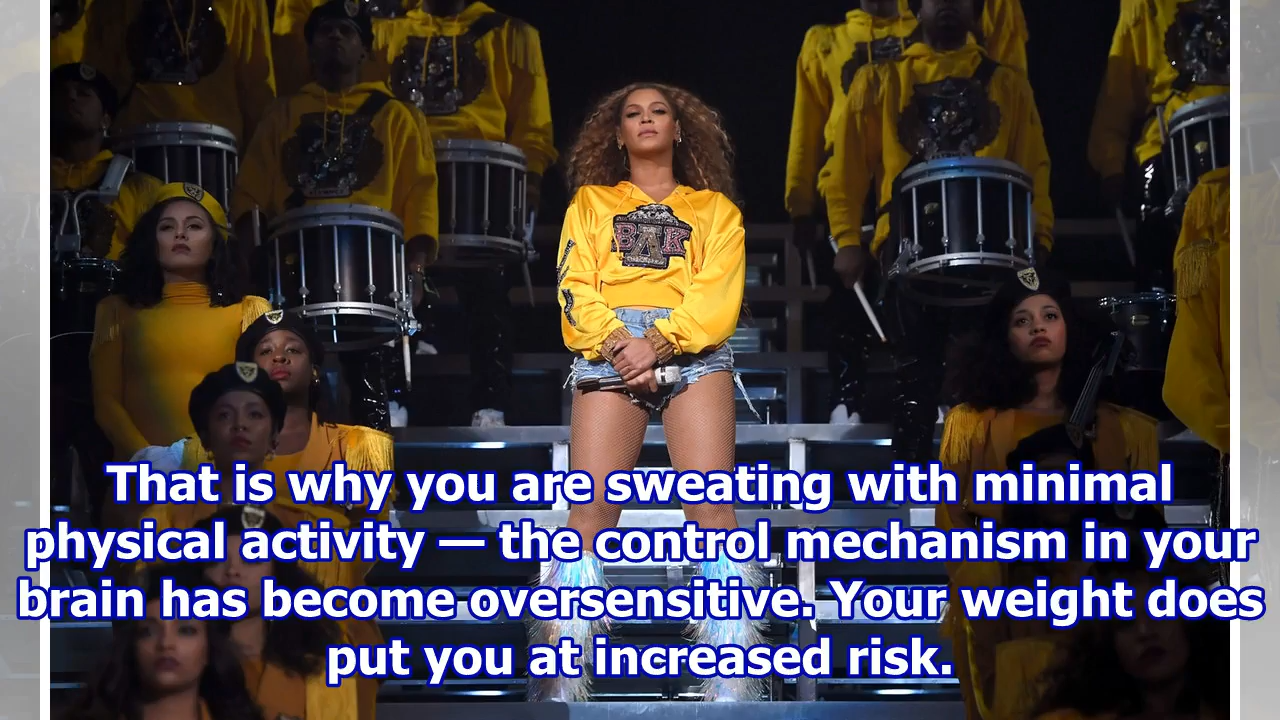 BAK
That is why you are sweating with minimal
physical activity — the control mechanism in your
brain has become oversensitive. Your weight does
put you at increased risk.